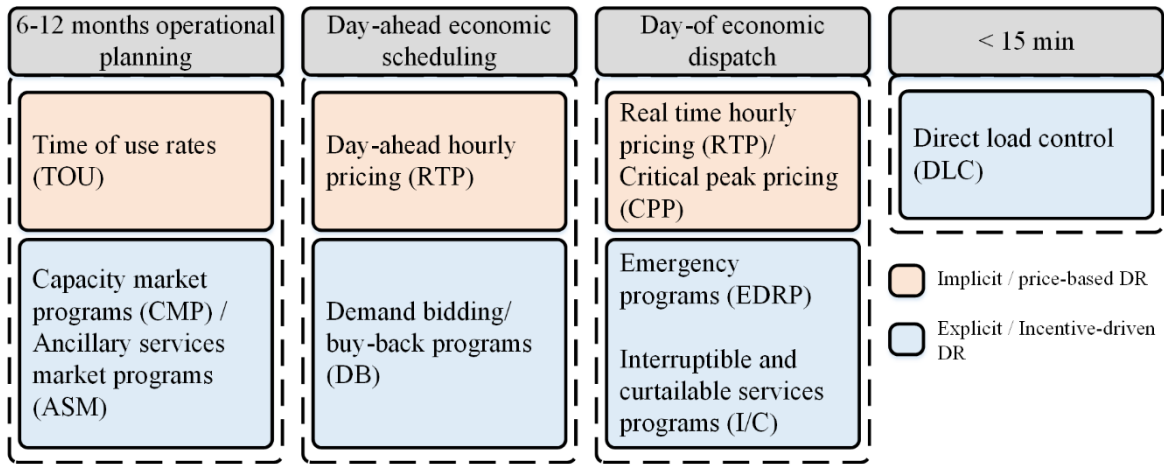 6-12 months operational
planning
Day-ahead economic
scheduling
Day-of economic
dispatch
< 15 min
Time of use rates
(TOU)
Day-ahead hourly
pricing (RTP)
Real time hourly
pricing (RTP)/
Critical peak pricing
(CPP)
Direct load control
(DLC)
Capacity market
programs (CMP) /
Ancillary services
market programs
(ASM)
Demand bidding/
buy-back programs
(DB)
Emergency
programs (EDRP)
Interruptible and
curtailable services
programs (I/C)
Implicit / price-based DR
Explicit / Incentive-driven
DR